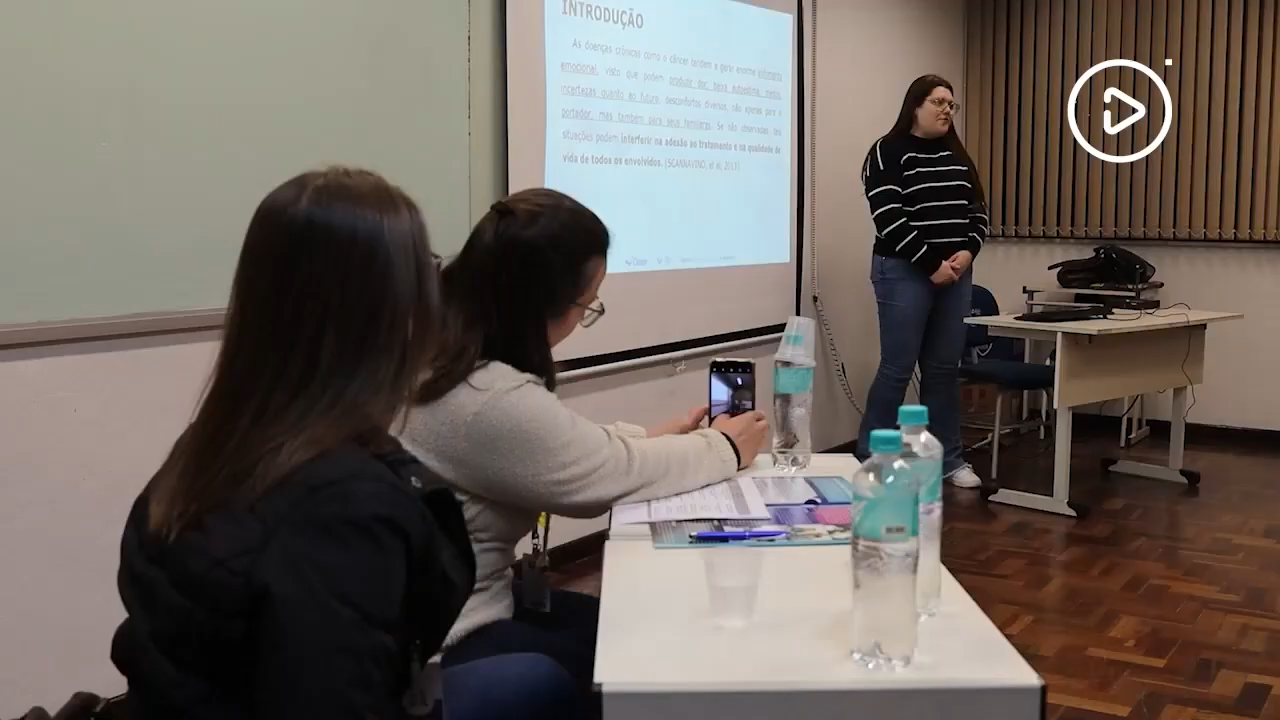 INTRODUÇÃO
As doenças crônicas como o câncer tendem a gerar enorme sofrimento
emocional, visto que podem produzir dor, baixa autoestima, medos,
incertezas quanto ao futuro, desconfortos diversos, não apenas para o
portador, mas também para seus familiares. Se não observadas, tais
situações podem interferir na adesão ao tratamento e na qualidade de
vida de todos os envolvidos. (SCANNAVINO, et al, 2013)